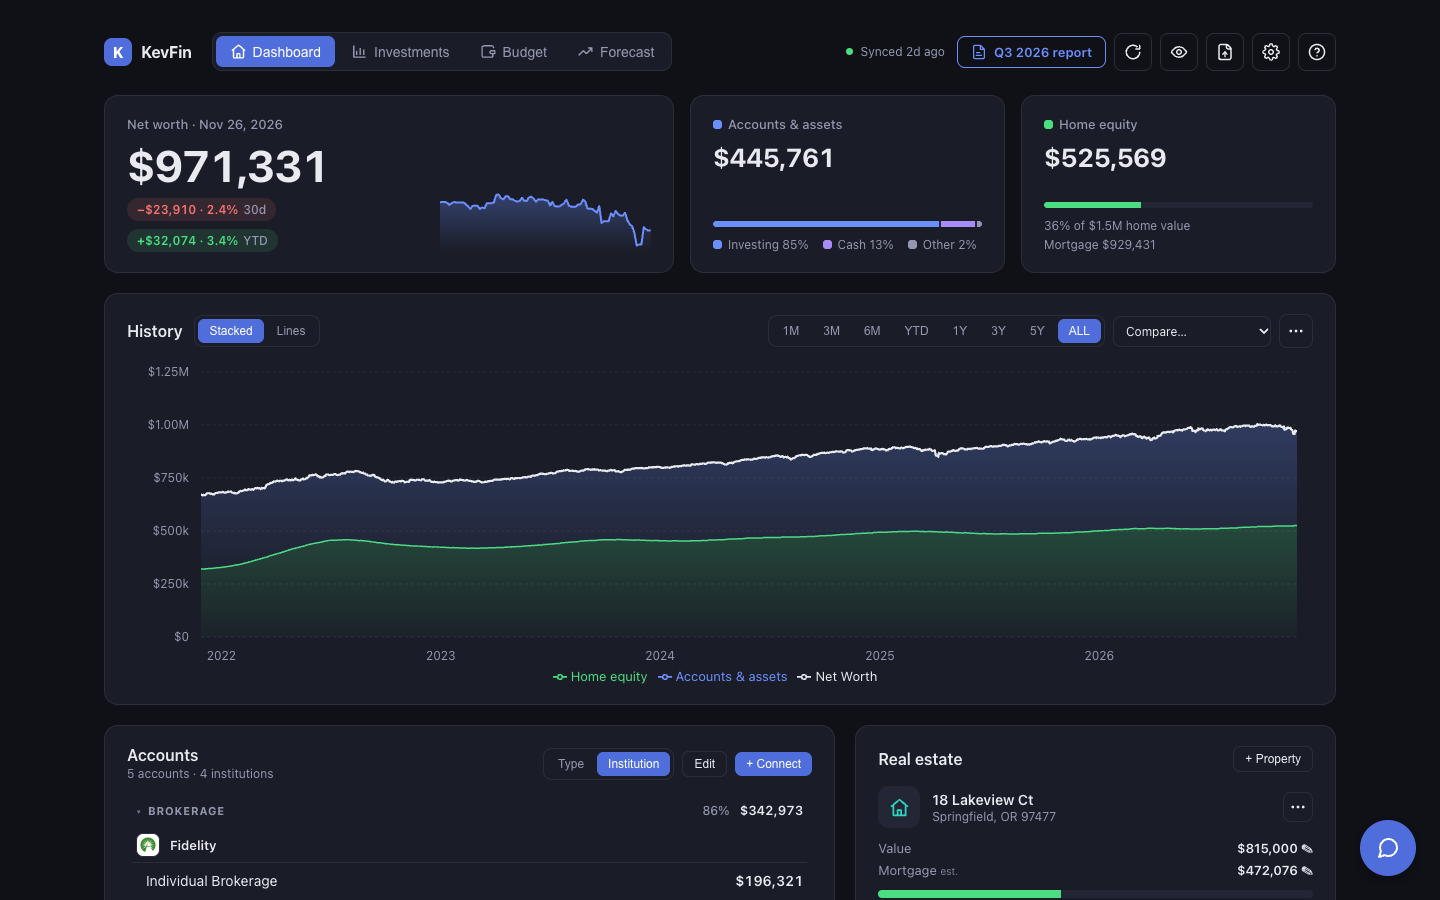 K KevFin Dashboard Investments Budget Forecast Synced 2d ago Q3 2026 report
Net worth · Nov 26, 2026
$971,331
−$23,910 · 2.4% 30d
+$32,074 · 3.4% YTD
Accounts & assets
$445,761
Investing 85% Cash 13% Other 2%
Home equity
$525,569
36% of $1.5M home value
Mortgage $929,431
History Stacked Lines 1M 3M 6M YTD 1Y 3Y 5Y ALL Compare...
$1.25M
$1.00M
$750k
$500k
$250k
$0
2022 2023 2024 2025 2026
Home equity Accounts & assets Net Worth
Accounts
5 accounts · 4 institutions
Type Institution Edit + Connect
BROKERAGE 86% $342,973
Fidelity
Individual Brokerage $196,321
Real estate + Property
18 Lakeview Ct
Springfield, OR 97477
Value $815,000
Mortgage est. $472,076